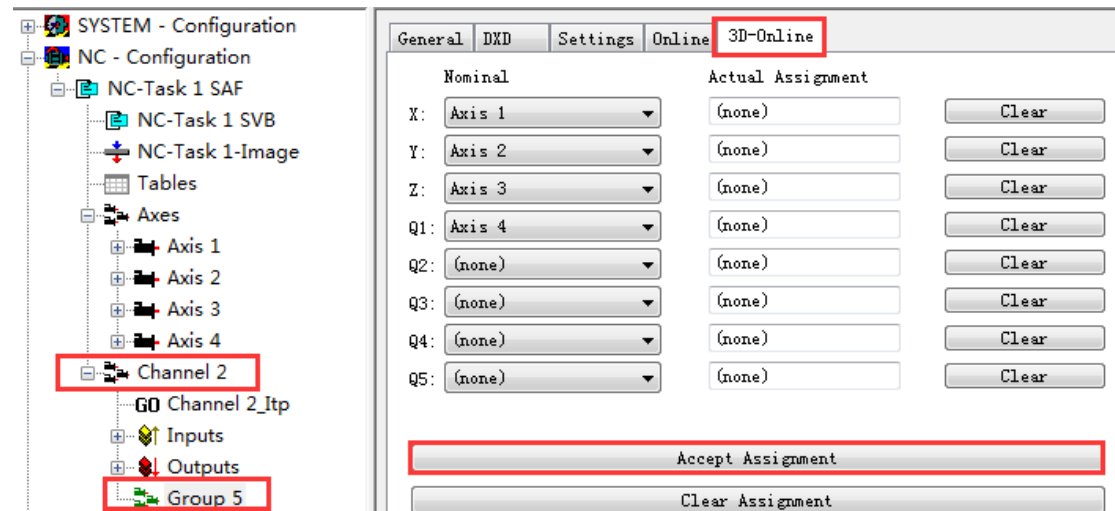 SYSTEM - Configuration
NC - Configuration
NC-Task 1 SAF
NC-Task 1 SVB
NC-Task 1-Image
Tables
Axes
Axis 1
Axis 2
Axis 3
Axis 4
Channel 2
GO Channel 2_Itp
Inputs
Outputs
Group 5
General DXD Settings Online 3D-Online
Nominal Actual Assignment
X: Axis 1 (none) Clear
Y: Axis 2 (none) Clear
Z: Axis 3 (none) Clear
Q1: Axis 4 (none) Clear
Q2: (none) (none) Clear
Q3: (none) (none) Clear
Q4: (none) (none) Clear
Q5: (none) (none) Clear
Accept Assignment
Clear Assignment